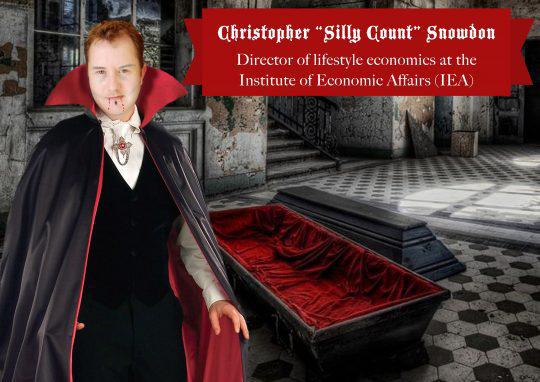 Christopher “Silly Count” Snowdon
Director of lifestyle economics at the
Institute of Economic Affairs (IEA)